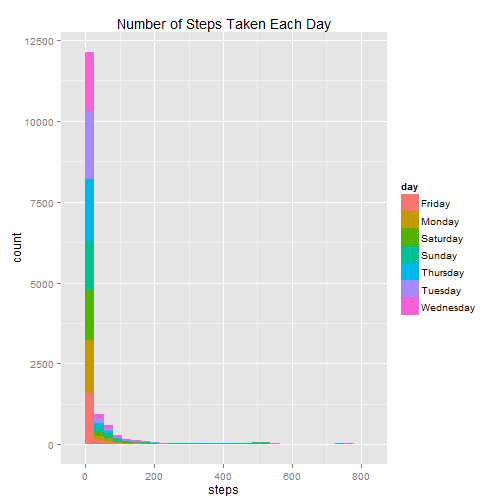 Number of Steps Taken Each Day
12500
10000
7500
5000
2500
0
count
0 200 400 600 800
steps
day
Friday
Monday
Saturday
Sunday
Thursday
Tuesday
Wednesday